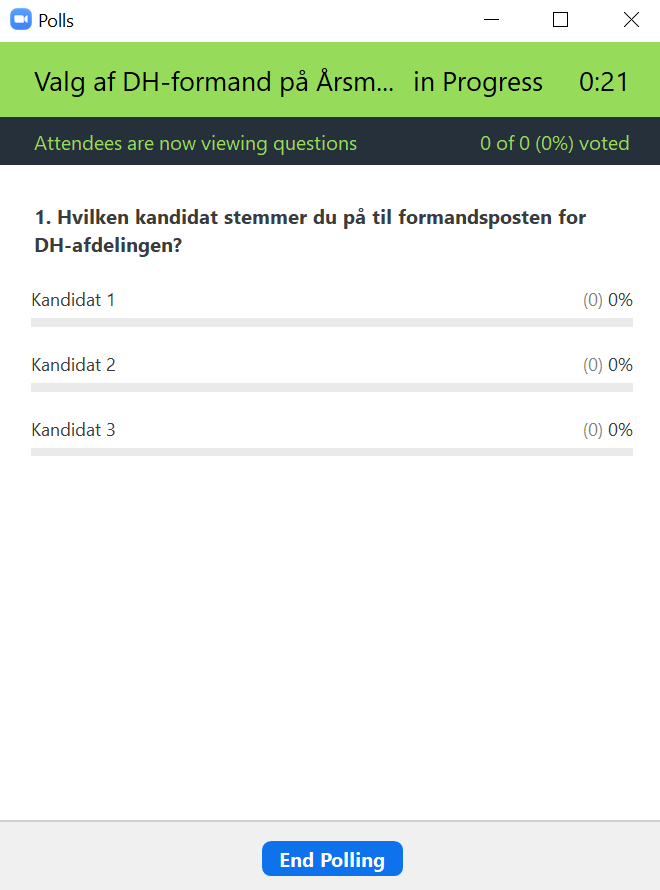 Polls
Valg af DH-formand på Årsm... in Progress 0:21
Attendees are now viewing questions 0 of 0 (0%) voted
1. Hvilken kandidat stemmer du på til formandsposten for
DH-afdelingen?
Kandidat 1 (0) 0%
Kandidat 2 (0) 0%
Kandidat 3 (0) 0%
End Polling